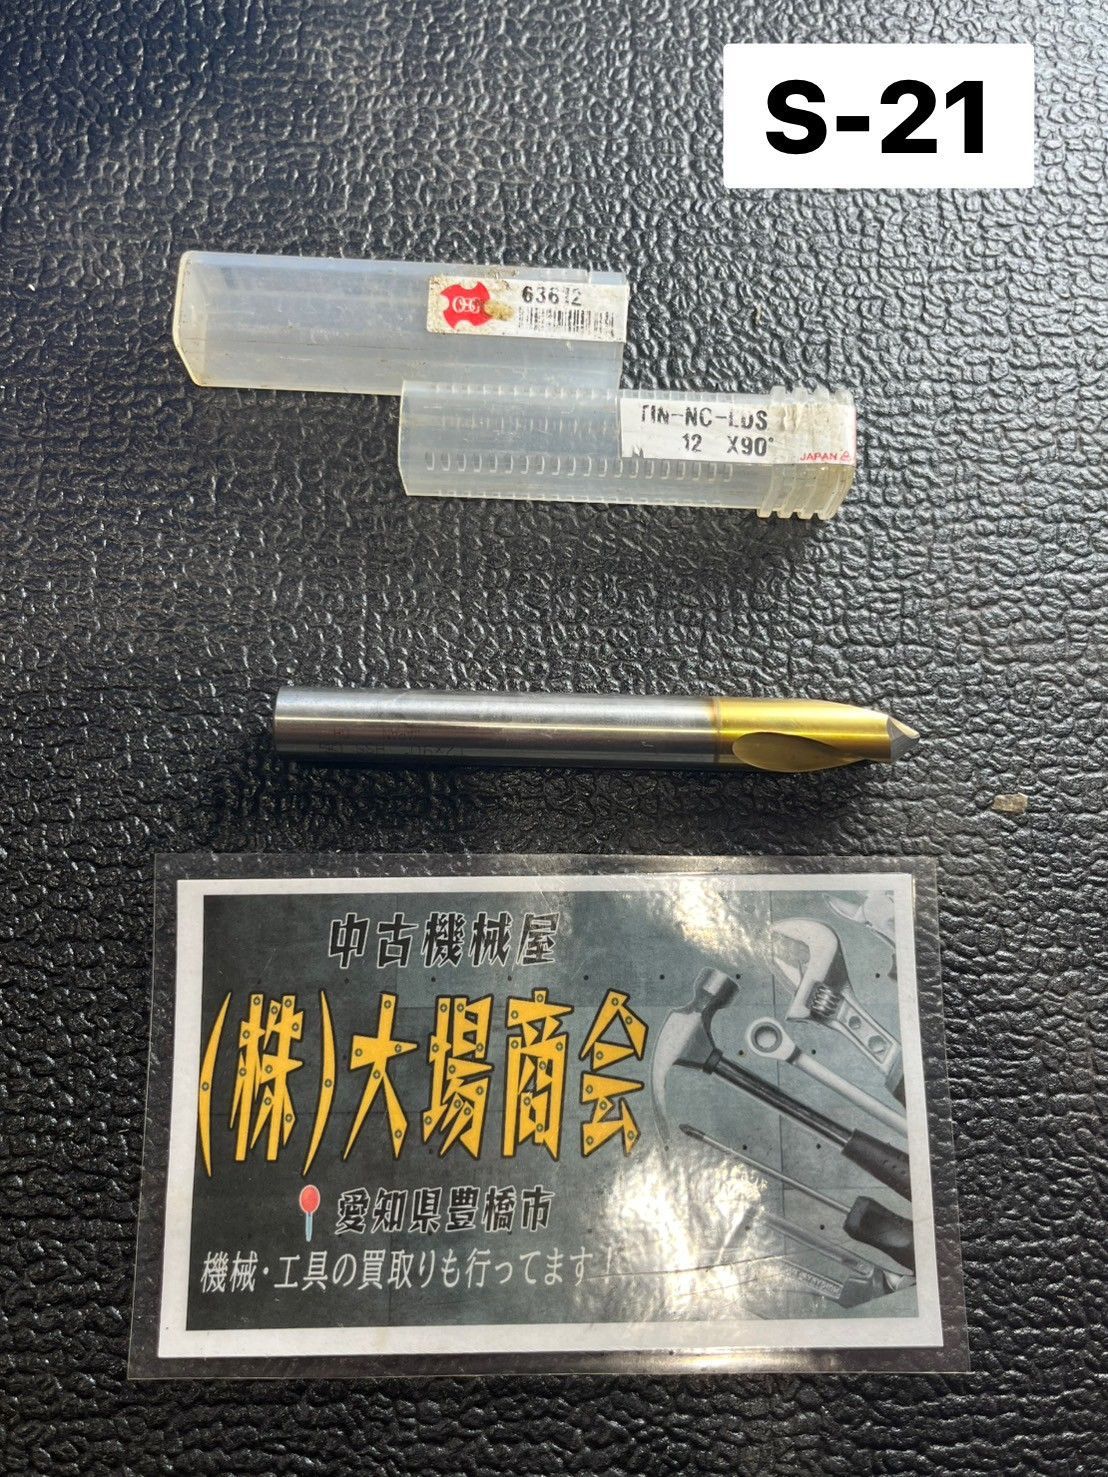 S-21
OSG
63612
TIN-NC-LDS
12 X90°
JAPAN
中古機械屋
(株)大場商会
愛知県豊橋市
機械・工具の買取りも行ってます!